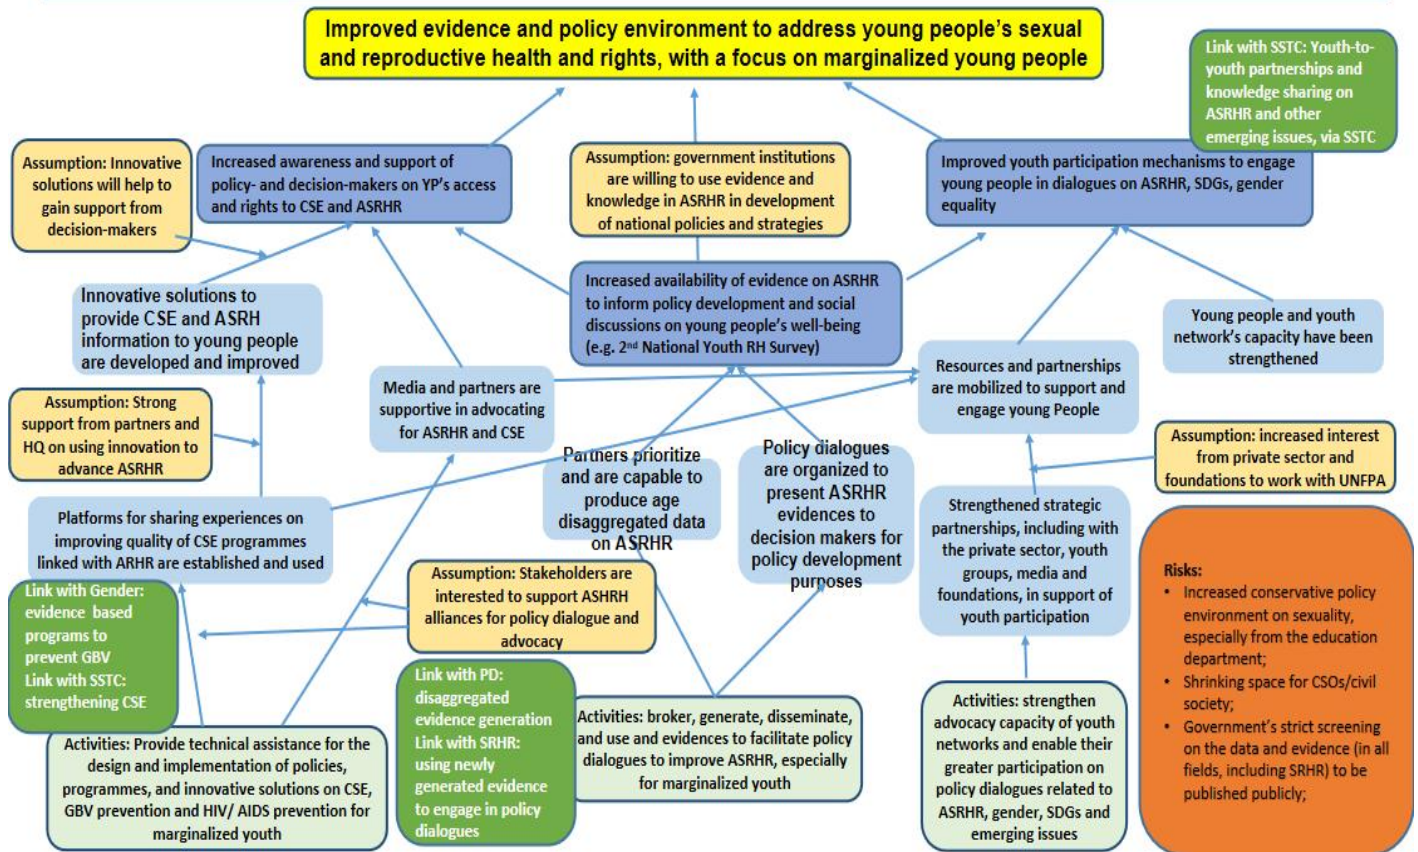 Improved evidence and policy environment to address young people's sexual
and reproductive health and rights, with a focus on marginalized young people
Link with SSTC: Youth-to-
youth partnerships and
knowledge sharing on
ASRHR and other
emerging issues, via SSTC
Assumption: Innovative
solutions will help to
gain support from
decision-makers
Increased awareness and support of
policy- and decision-makers on YP's access
and rights to CSE and ASRHR
Assumption: government institutions
are willing to use evidence and
knowledge in ASRHR in development
of national policies and strategies
Improved youth participation mechanisms to engage
young people in dialogues on ASRHR, SDGs, gender
equality
Innovative solutions to
provide CSE and ASRH
information to young people
are developed and improved
Increased availability of evidence on ASRHR
to inform policy development and social
discussions on young people's well-being
(e.g. 2nd National Youth RH Survey)
Young people and youth
network's capacity have been
strengthened
Assumption: Strong
support from partners and
HQ on using innovation to
advance ASRHR
Media and partners are
supportive in advocating
for ASRHR and CSE
Resources and partnerships
are mobilized to support and
engage young People
Partners prioritize
and are capable to
produce age
disaggregated data
on ASRHR
Policy dialogues
are organized to
present ASRHR
evidences to
decision makers for
policy development
purposes
Assumption: increased interest
from private sector and
foundations to work with UNFPA
Platforms for sharing experiences on
improving quality of CSE programmes
linked with ARHR are established and used
Strengthened strategic
partnerships, including with
the private sector, youth
groups, media and
foundations, in support of
youth participation
Link with Gender:
evidence based
programs to
prevent GBV
Link with SSTC:
strengthening CSE
Assumption: Stakeholders are
interested to support ASHRH
alliances for policy dialogue and
advocacy
Risks:
• Increased conservative policy
environment on sexuality,
especially from the education
department;
• Shrinking space for CSOs/civil
society;
• Government's strict screening
on the data and evidence (in all
fields, including SRHR) to be
published publicly;
Activities: Provide technical assistance for the
design and implementation of policies,
programmes, and innovative solutions on CSE,
GBV prevention and HIV/ AIDS prevention for
marginalized youth
Link with PD:
disaggregated
evidence generation
Link with SRHR:
using newly
generated evidence
to engage in policy
dialogues
Activities: broker, generate, disseminate,
and use and evidences to facilitate policy
dialogues to improve ASRHR, especially
for marginalized youth
Activities: strengthen
advocacy capacity of youth
networks and enable their
greater participation on
policy dialogues related to
ASRHR, gender, SDGs and
emerging issues